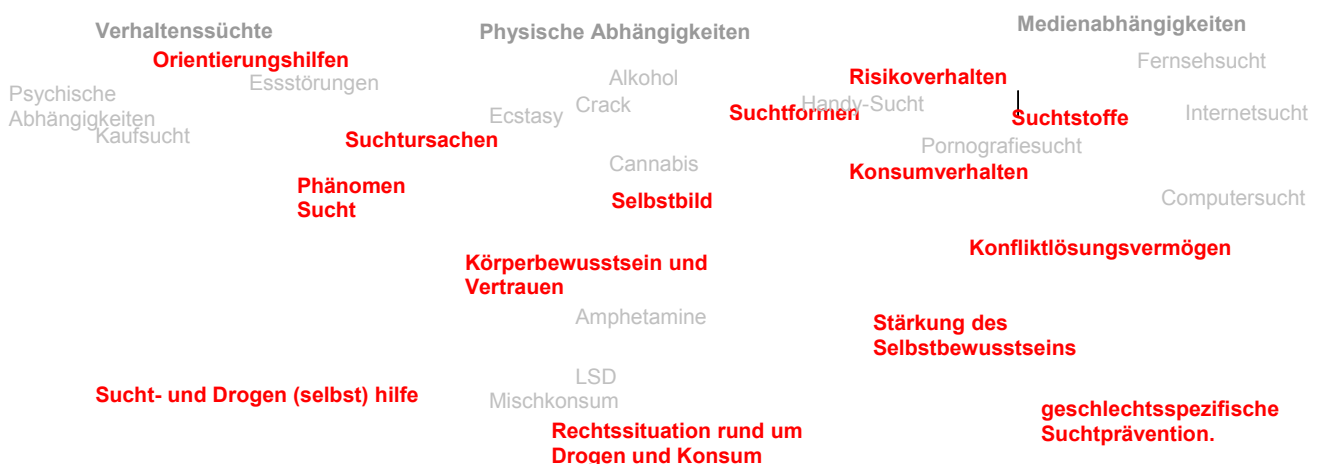 Verhaltenssüchte
Physische Abhängigkeiten
Medienabhängigkeiten
Orientierungshilfen
Fernsehsucht
Essstörungen
Alkohol
Risikoverhalten
Psychische
Abhängigkeiten
Ecstasy
Crack
Suchtformen
Handy-Sucht
Suchtstoffe
Internetsucht
Kaufsucht
Suchtursachen
Pornografiesucht
Cannabis
Konsumverhalten
Phänomen
Sucht
Selbstbild
Computersucht
Konfliktlösungsvermögen
Körperbewusstsein und
Vertrauen
Amphetamine
Stärkung des
Selbstbewusstseins
LSD
Sucht- und Drogen (selbst) hilfe
Mischkonsum
geschlechtsspezifische
Suchtprävention.
Rechtssituation rund um
Drogen und Konsum